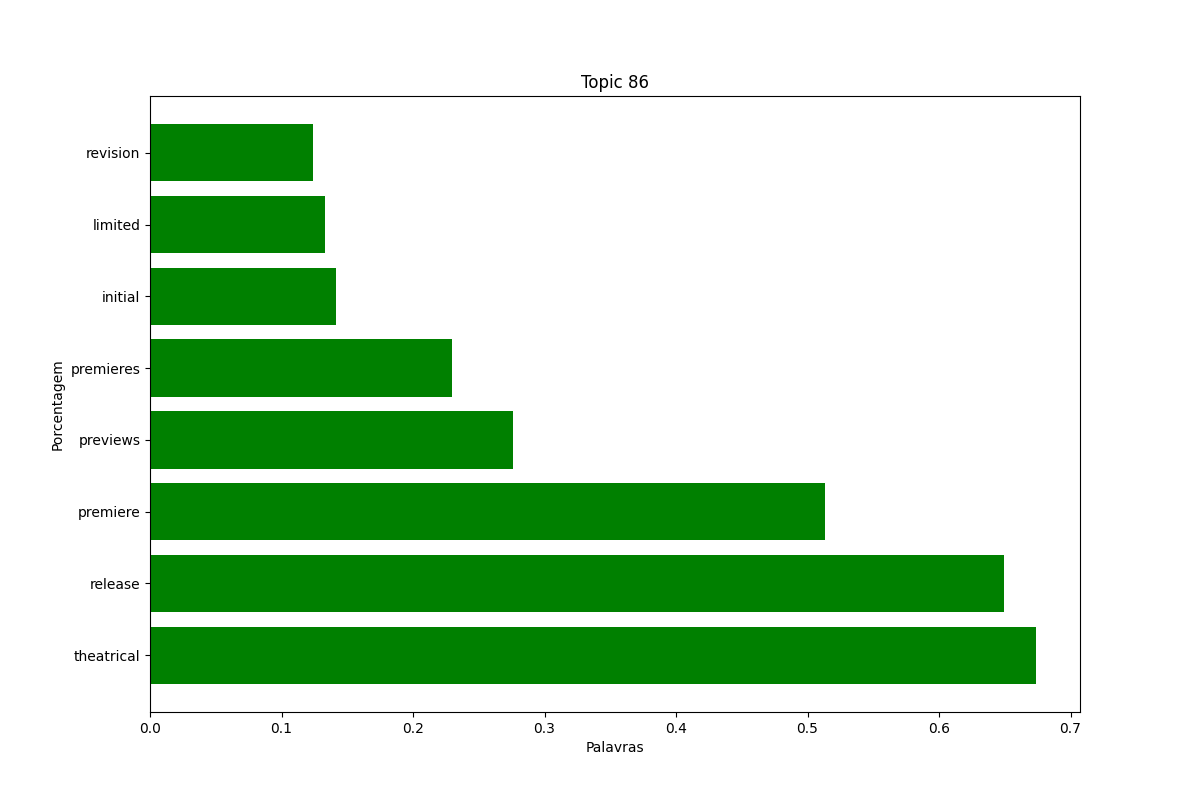 Topic 86
Porcentagem
revision
limited
initial
premieres
previews
premiere
release
theatrical
0.0 0.1 0.2 0.3 0.4 0.5 0.6 0.7
Palavras